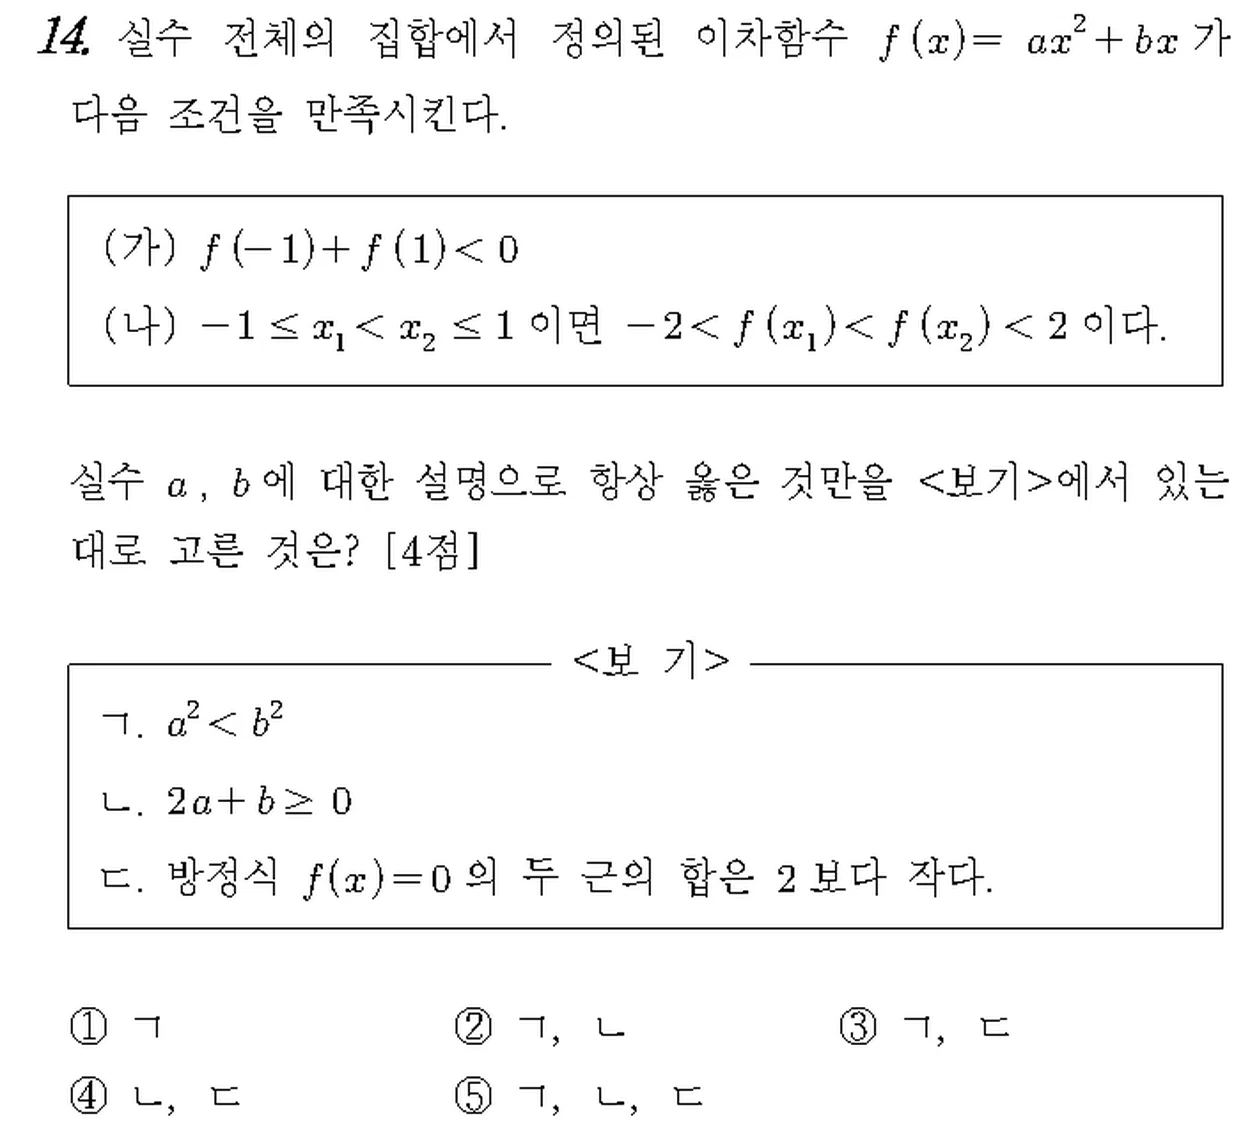 14. 실수 전체의 집합에서 정의된 이차함수 f(x)= ax²+bx 가
다음 조건을 만족시킨다.
(가) f(-1)+f(1)<0
(나) -1≤x₁<x₂≤1 이면 -2<f(x₁)<f(x₂)<2 이다.
실수 a, b에 대한 설명으로 항상 옳은 것만을 <보기>에서 있는
대로 고른 것은? [4점]
<보 기>
ㄱ. a²<b²
ㄴ. 2a+b≥0
ㄷ. 방정식 f(x)=0의 두 근의 합은 2보다 작다.
① ㄱ ② ㄱ, ㄴ ③ ㄱ, ㄷ
④ ㄴ, ㄷ ⑤ ㄱ, ㄴ, ㄷ